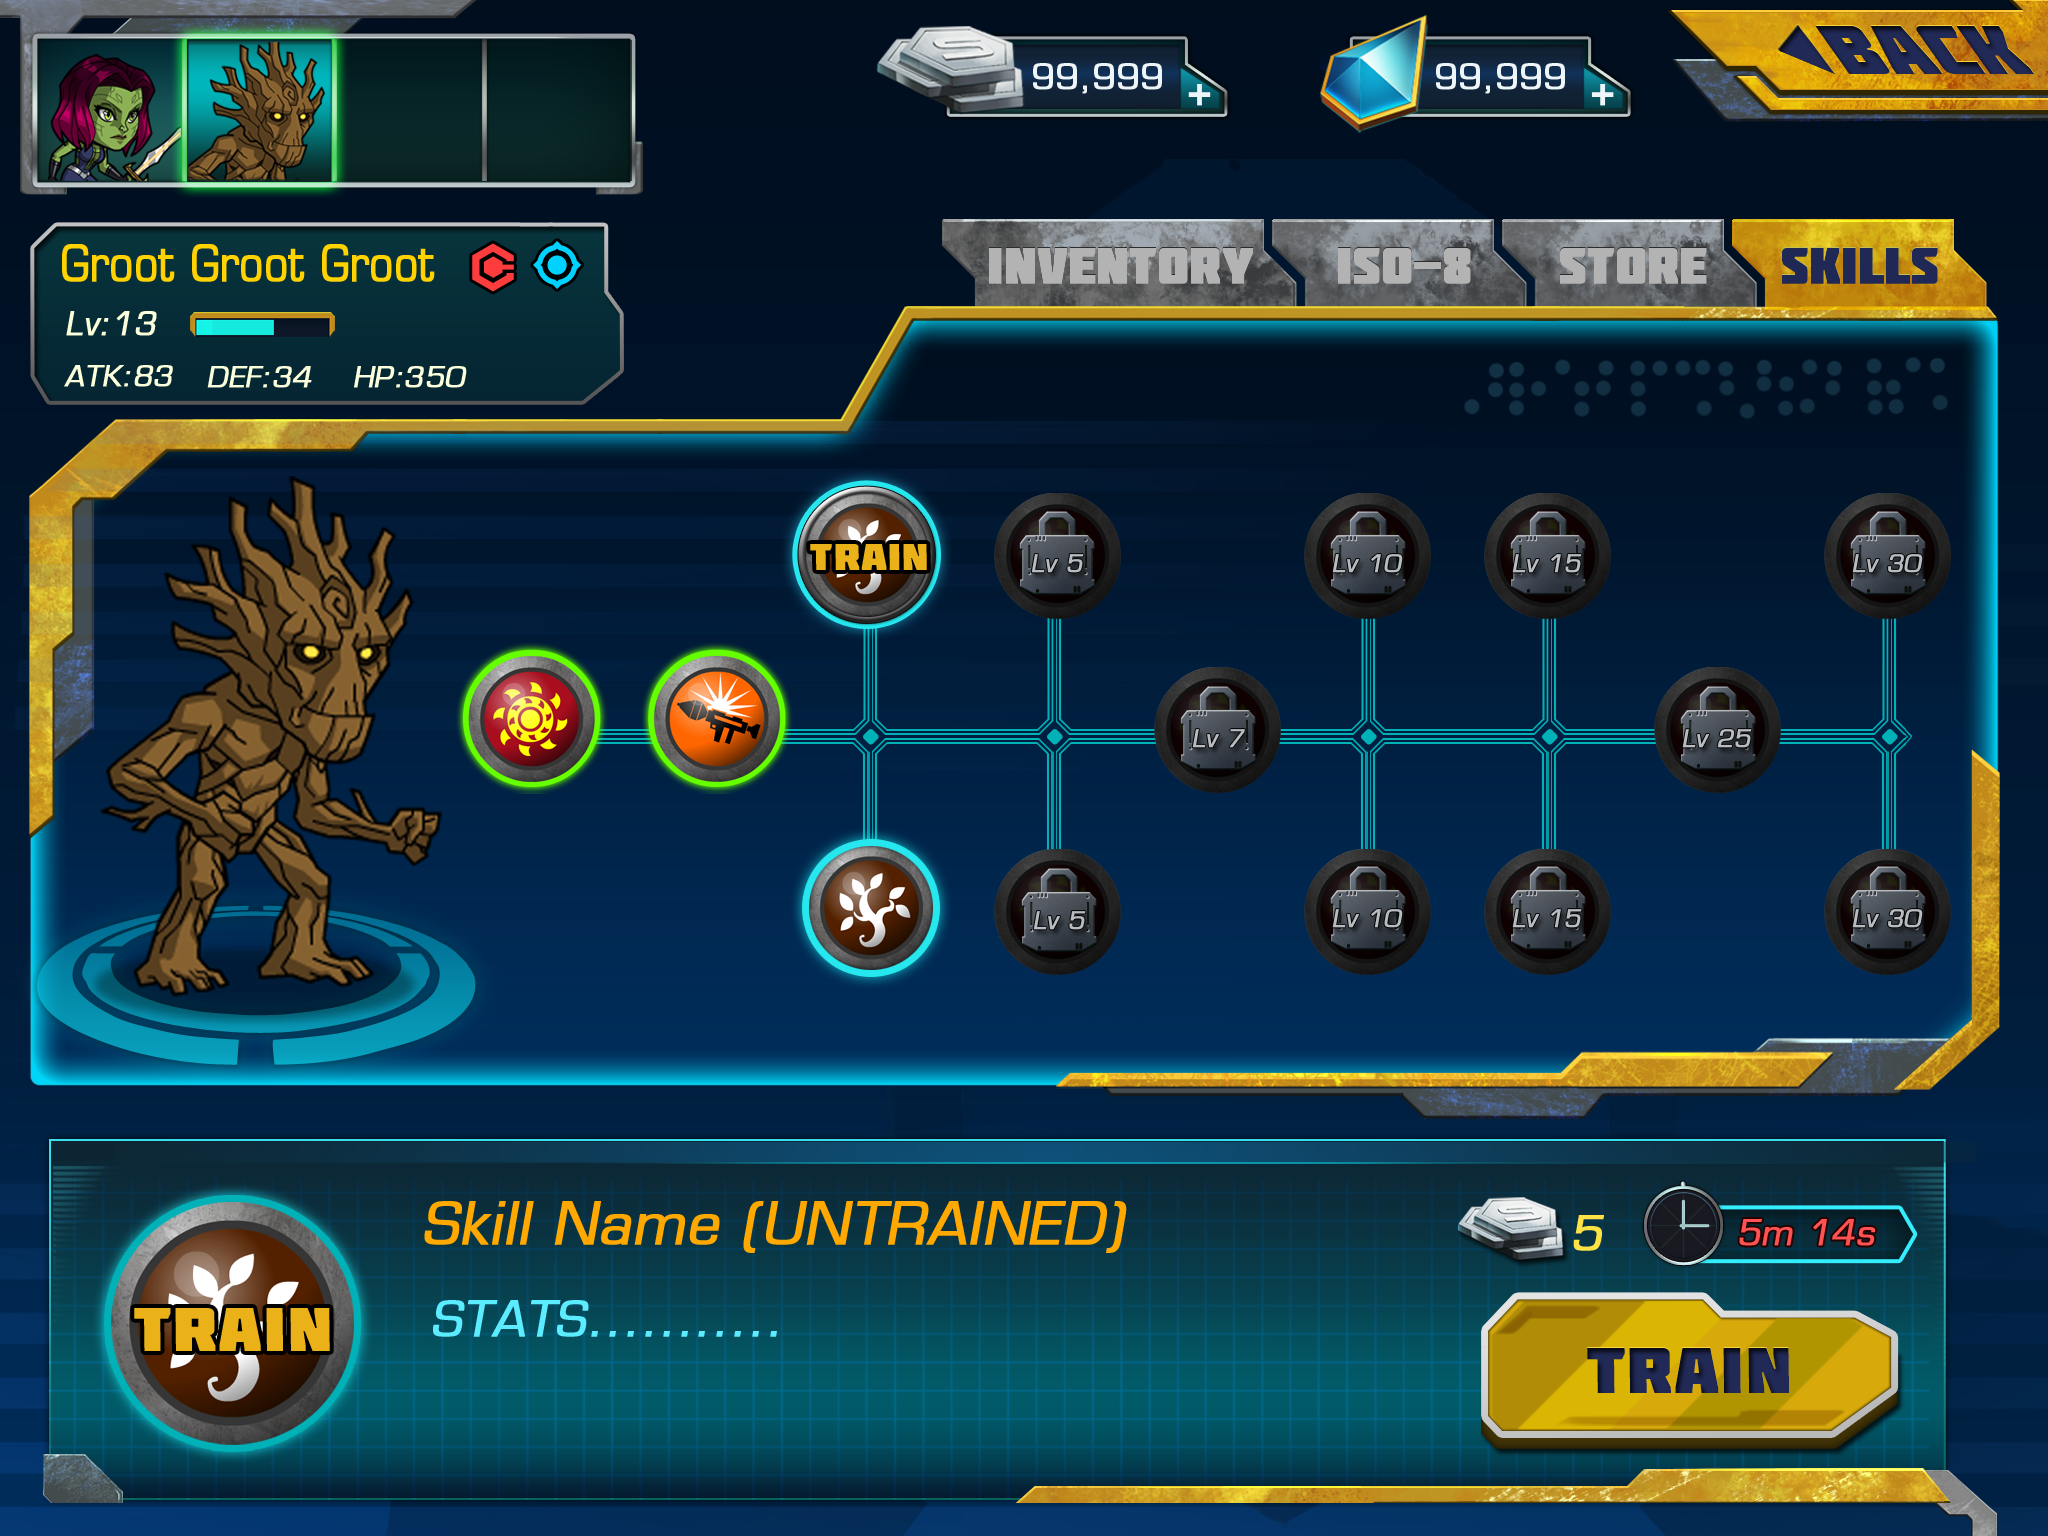 99,999
99,999
BACK
Groot Groot Groot
Lv:13
ATK:83 DEF:34 HP:350
INVENTORY
ISO-8
STORE
SKILLS
TRAIN
Lv 5
Lv 10
Lv 15
Lv 30
Lv 7
Lv 25
Lv 5
Lv 10
Lv 15
Lv 30
TRAIN
Skill Name (UNTRAINED)
STATS...........
5
5m 14s
TRAIN